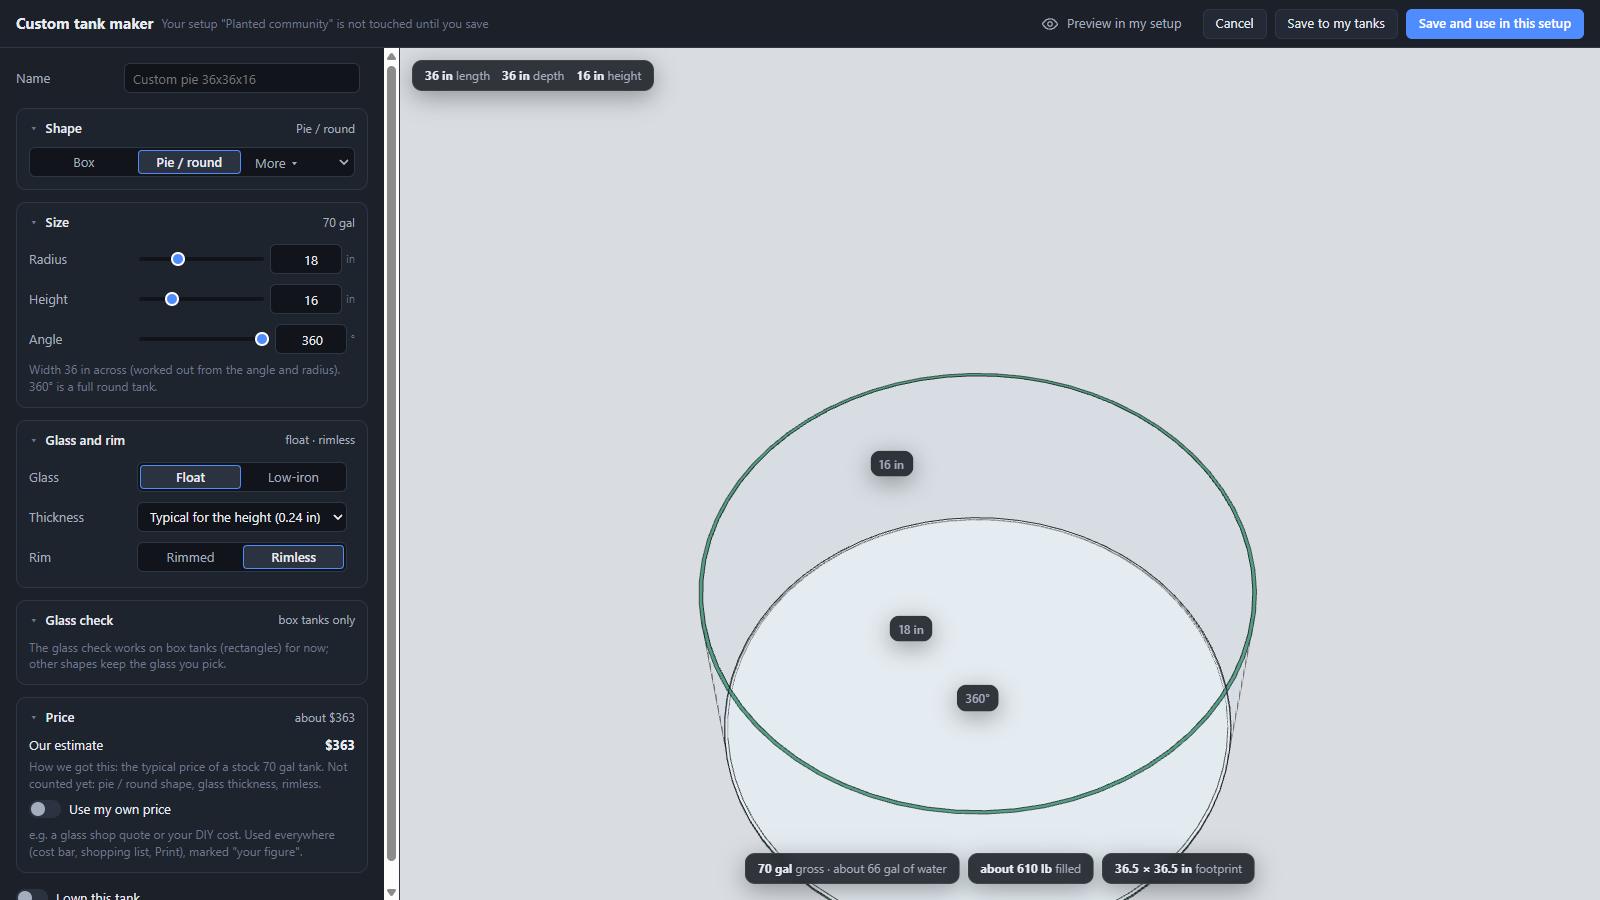 Custom tank maker Your setup "Planted community" is not touched until you save
Preview in my setup
Cancel
Save to my tanks
Save and use in this setup
Name
Custom pie 36x36x16
Shape
Pie / round
Box
Pie / round
More
Size
70 gal
Radius
18
in
Height
16
in
Angle
360
°
Width 36 in across (worked out from the angle and radius).
360° is a full round tank.
Glass and rim
float · rimless
Glass
Float
Low-iron
Thickness
Typical for the height (0.24 in)
Rim
Rimmed
Rimless
Glass check
box tanks only
The glass check works on box tanks (rectangles) for now;
other shapes keep the glass you pick.
Price
about $363
Our estimate
$363
How we got this: the typical price of a stock 70 gal tank. Not
counted yet: pie / round shape, glass thickness, rimless.
Use my own price
e.g. a glass shop quote or your DIY cost. Used everywhere
(cost bar, shopping list, Print), marked "your figure".
I own this tank
36 in length 36 in depth 16 in height
16 in
18 in
360°
70 gal gross · about 66 gal of water
about 610 lb filled
36.5 × 36.5 in footprint